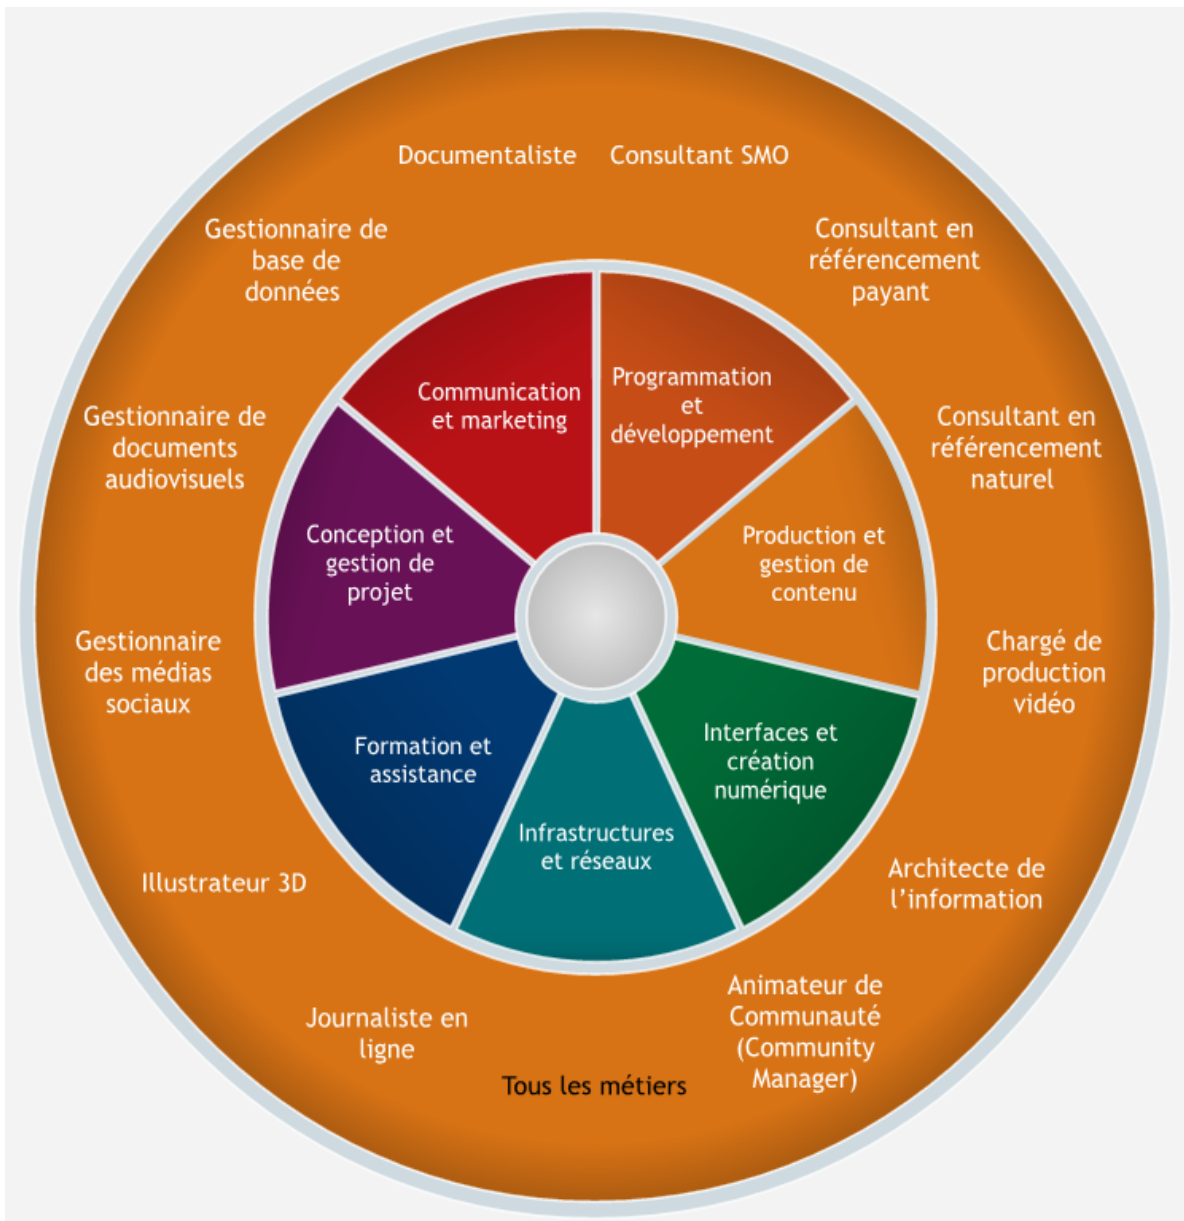 Documentaliste
Consultant SMO
Consultant en
référencement
payant
Consultant en
référencement
naturel
Chargé de
production
vidéo
Architecte de
l’information
Animateur de
Communauté
(Community
Manager)
Tous les métiers
Journaliste en
ligne
Illustrateur 3D
Gestionnaire
des médias
sociaux
Gestionnaire de
documents
audiovisuels
Gestionnaire de
base de
données
Communication
et marketing
Programmation
et
développement
Production et
gestion de
contenu
Interfaces et
création
numérique
Infrastructures
et réseaux
Formation et
assistance
Conception et
gestion de
projet